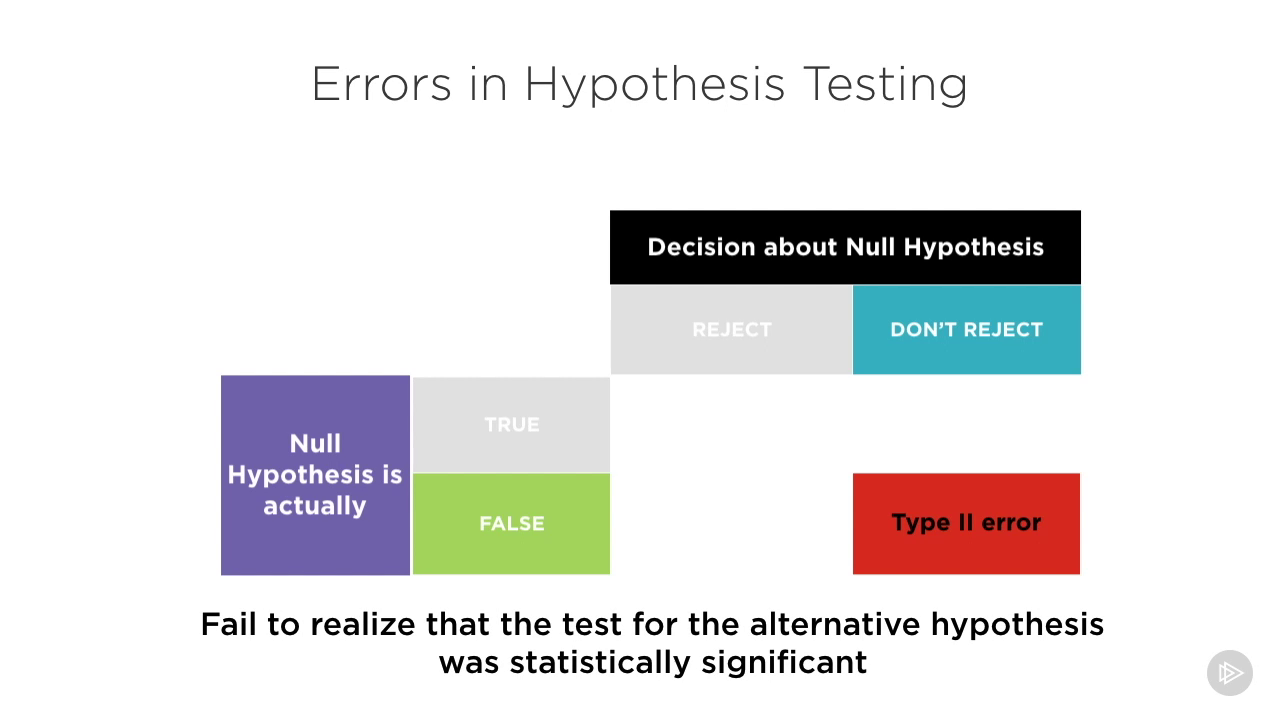 Errors in Hypothesis Testing
Decision about Null Hypothesis
REJECT
DON’T REJECT
Null
Hypothesis is
actually
TRUE
FALSE
Type II error
Fail to realize that the test for the alternative hypothesis
was statistically significant